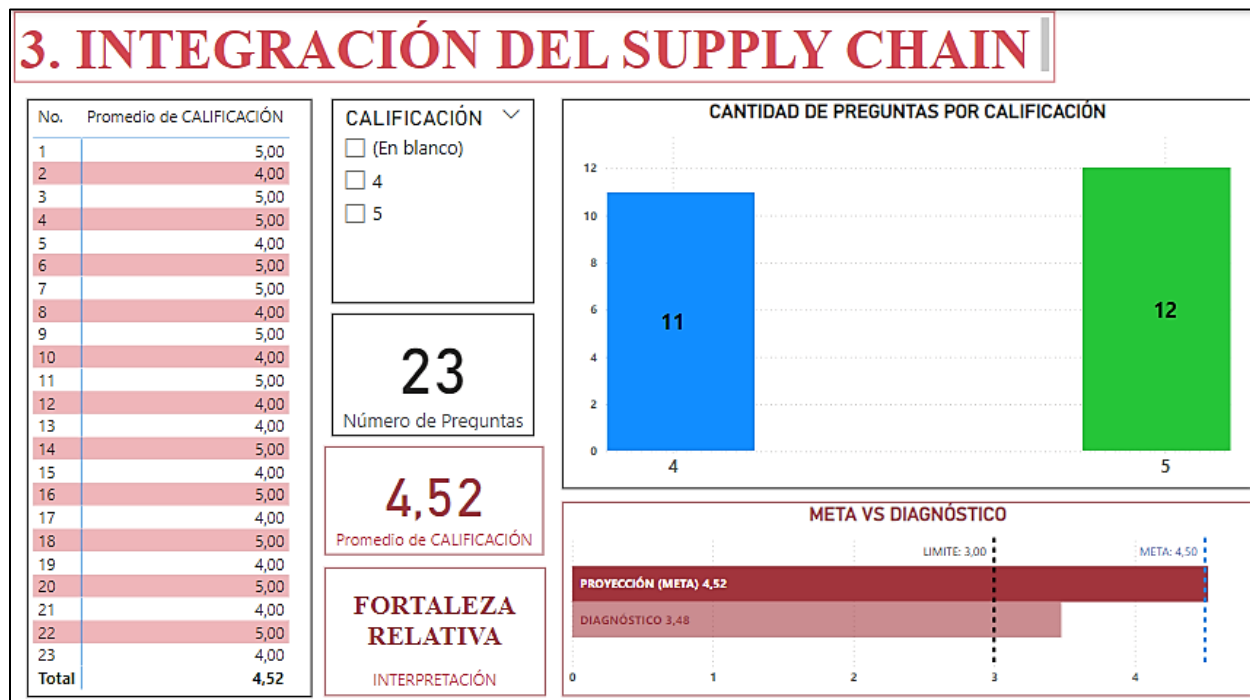 3. INTEGRACIÓN DEL SUPPLY CHAIN
No. Promedio de CALIFICACIÓN
1 5,00
2 4,00
3 5,00
4 5,00
5 4,00
6 5,00
7 5,00
8 4,00
9 5,00
10 4,00
11 5,00
12 4,00
13 4,00
14 5,00
15 4,00
16 5,00
17 4,00
18 5,00
19 4,00
20 5,00
21 4,00
22 5,00
23 4,00
Total 4,52
CALIFICACIÓN
(En blanco)
4
5
23
Número de Preguntas
4,52
Promedio de CALIFICACIÓN
FORTALEZA
RELATIVA
INTERPRETACIÓN
CANTIDAD DE PREGUNTAS POR CALIFICACIÓN
12
10
8
6
4
2
0
11
12
4 5
META VS DIAGNÓSTICO
LIMITE: 3,00 META: 4,50
PROYECCIÓN (META) 4,52
DIAGNÓSTICO 3,48
0 1 2 3 4